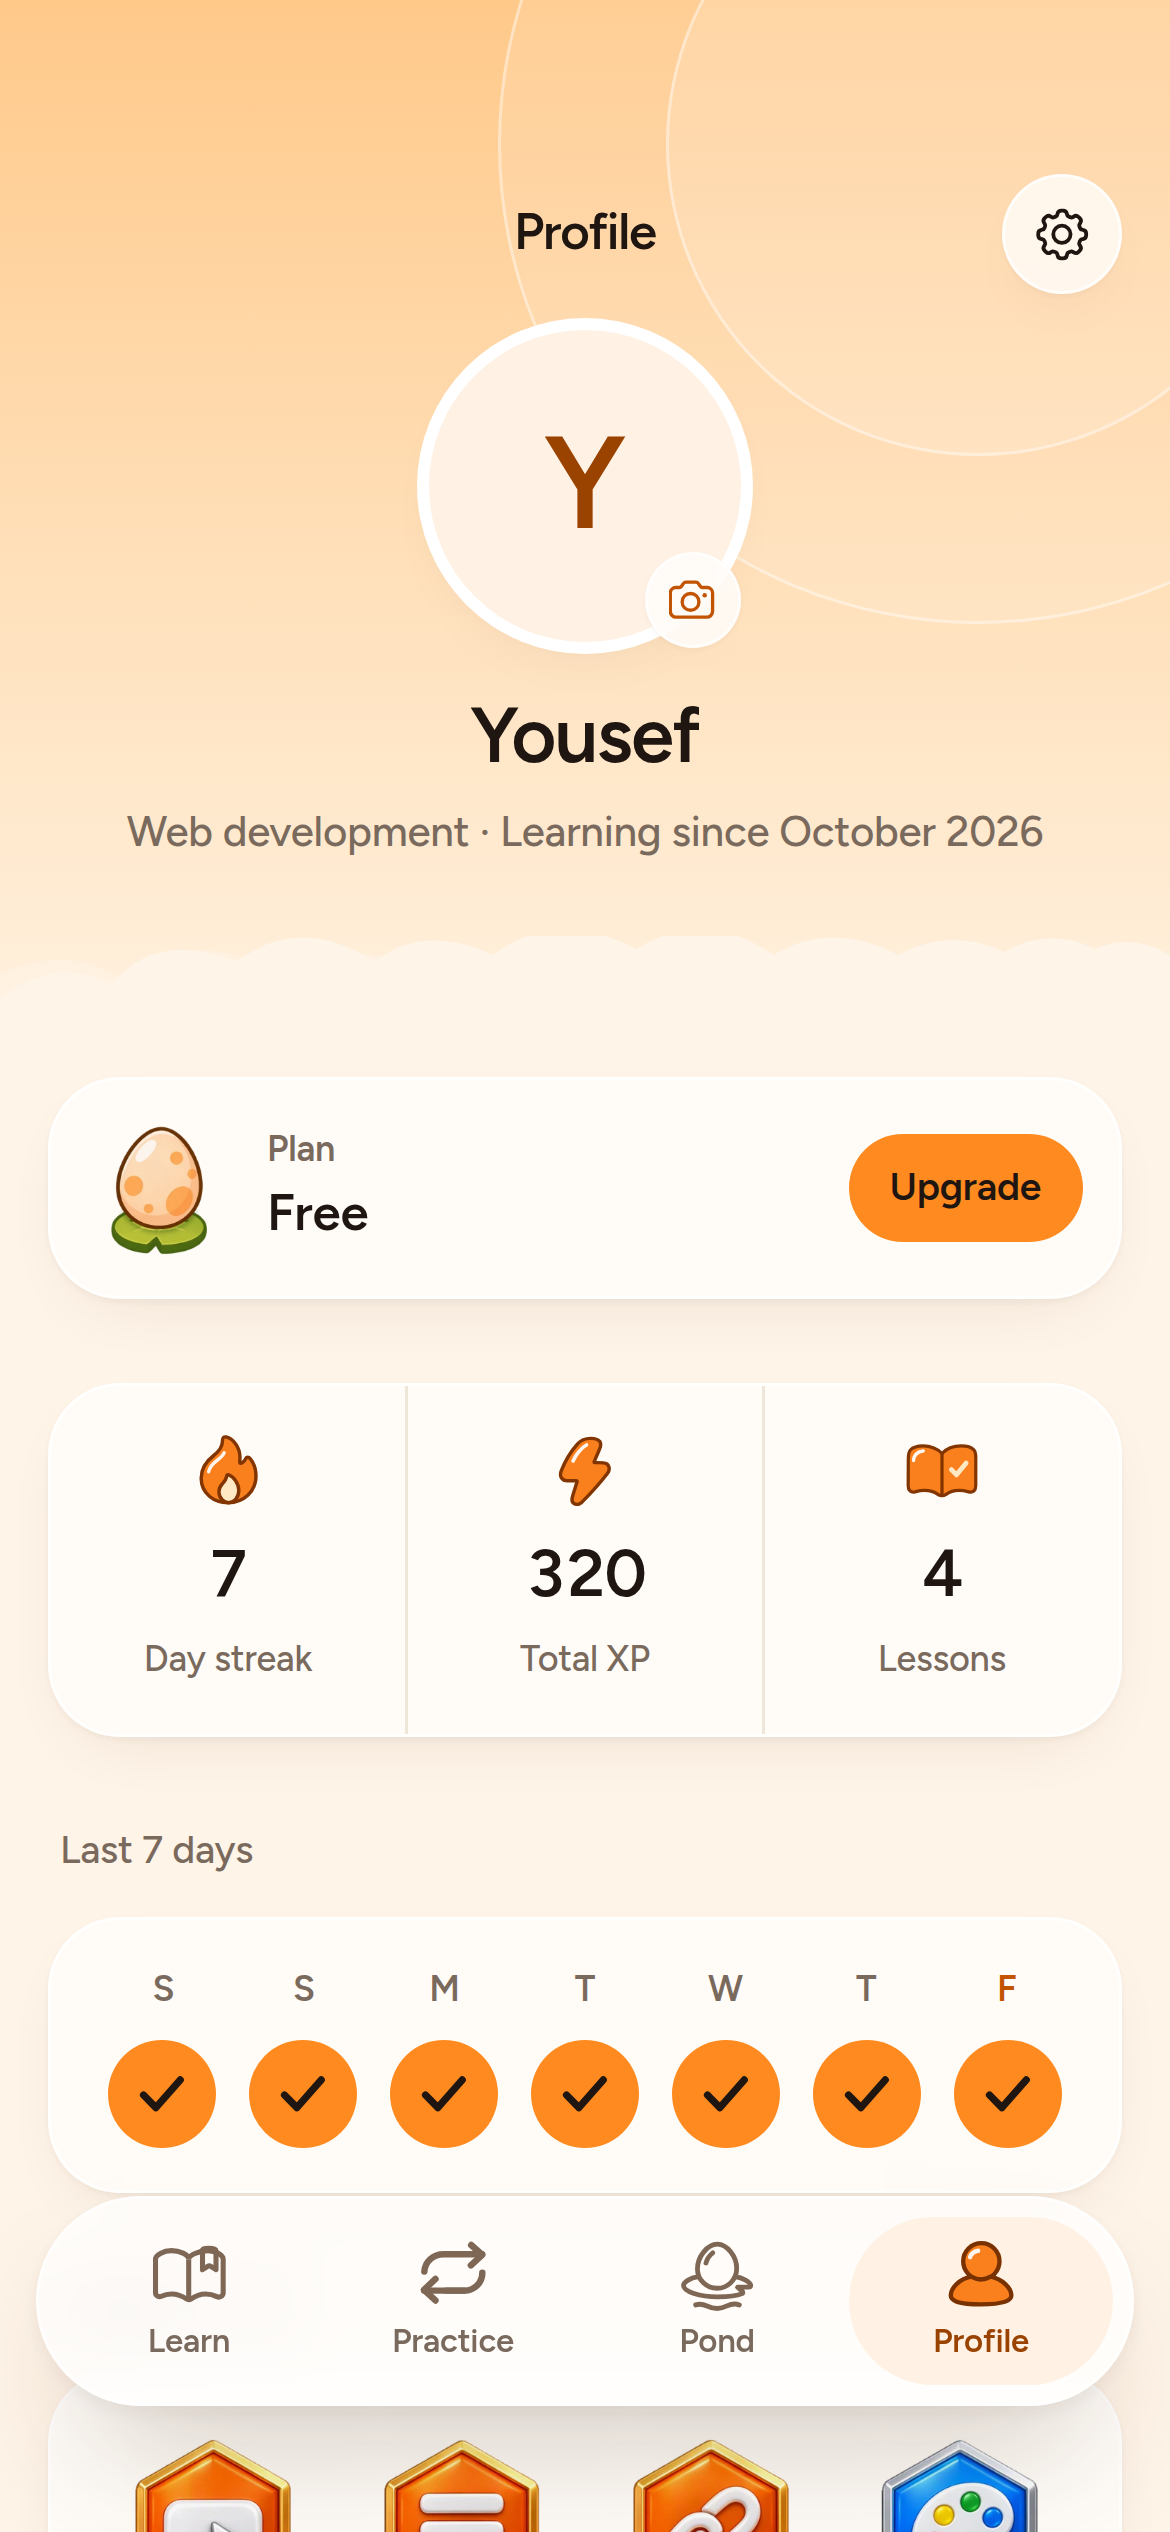 Profile
Y
Yousef
Web development · Learning since October 2026
Plan
Free
Upgrade
7
320
4
Day streak
Total XP
Lessons
Last 7 days
S S M T W T F
Learn
Practice
Pond
Profile